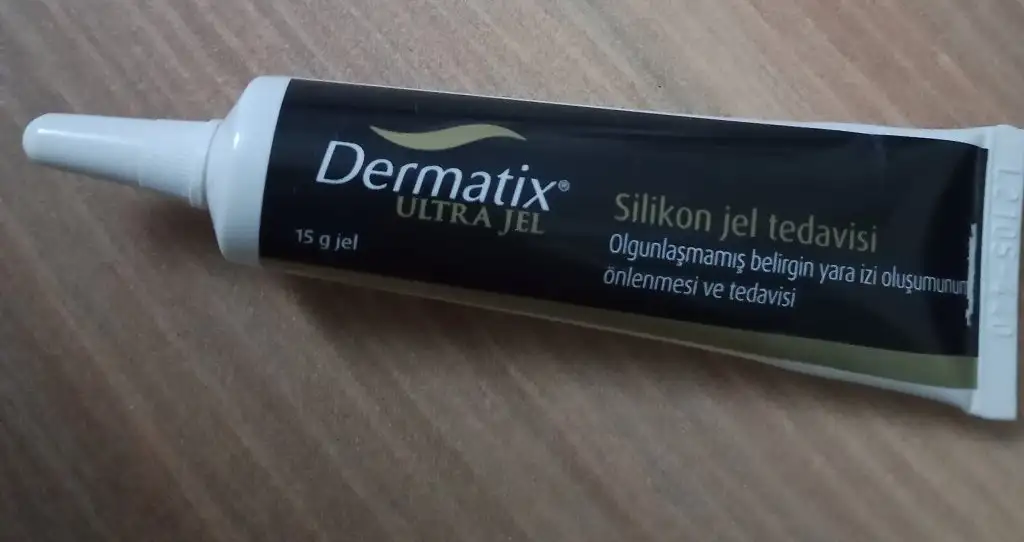 Dermatix®
ULTRA JEL
15 g jel
Silikon jel tedavisi
Olgunlaşmamış belirgin yara izi oluşumunun
önlenmesi ve tedavisi